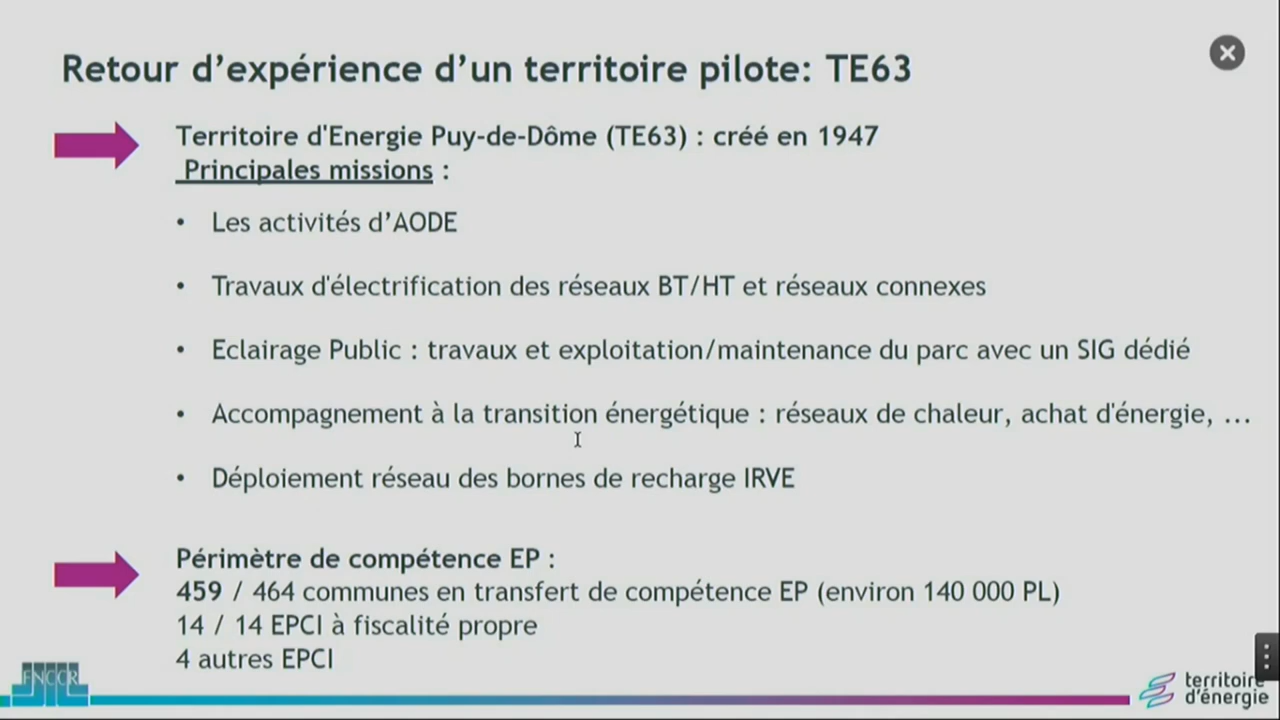 Retour d’expérience d’un territoire pilote: TE63
Territoire d'Energie Puy-de-Dôme (TE63) : créé en 1947
Principales missions :
• Les activités d’AODE
• Travaux d'électrification des réseaux BT/HT et réseaux connexes
• Eclairage Public : travaux et exploitation/maintenance du parc avec un SIG dédié
• Accompagnement à la transition énergétique : réseaux de chaleur, achat d'énergie, ...
• Déploiement réseau des bornes de recharge IRVE
Périmètre de compétence EP :
459 / 464 communes en transfert de compétence EP (environ 140 000 PL)
14 / 14 EPCI à fiscalité propre
4 autres EPCI
FNCCR
territoire
d'énergie